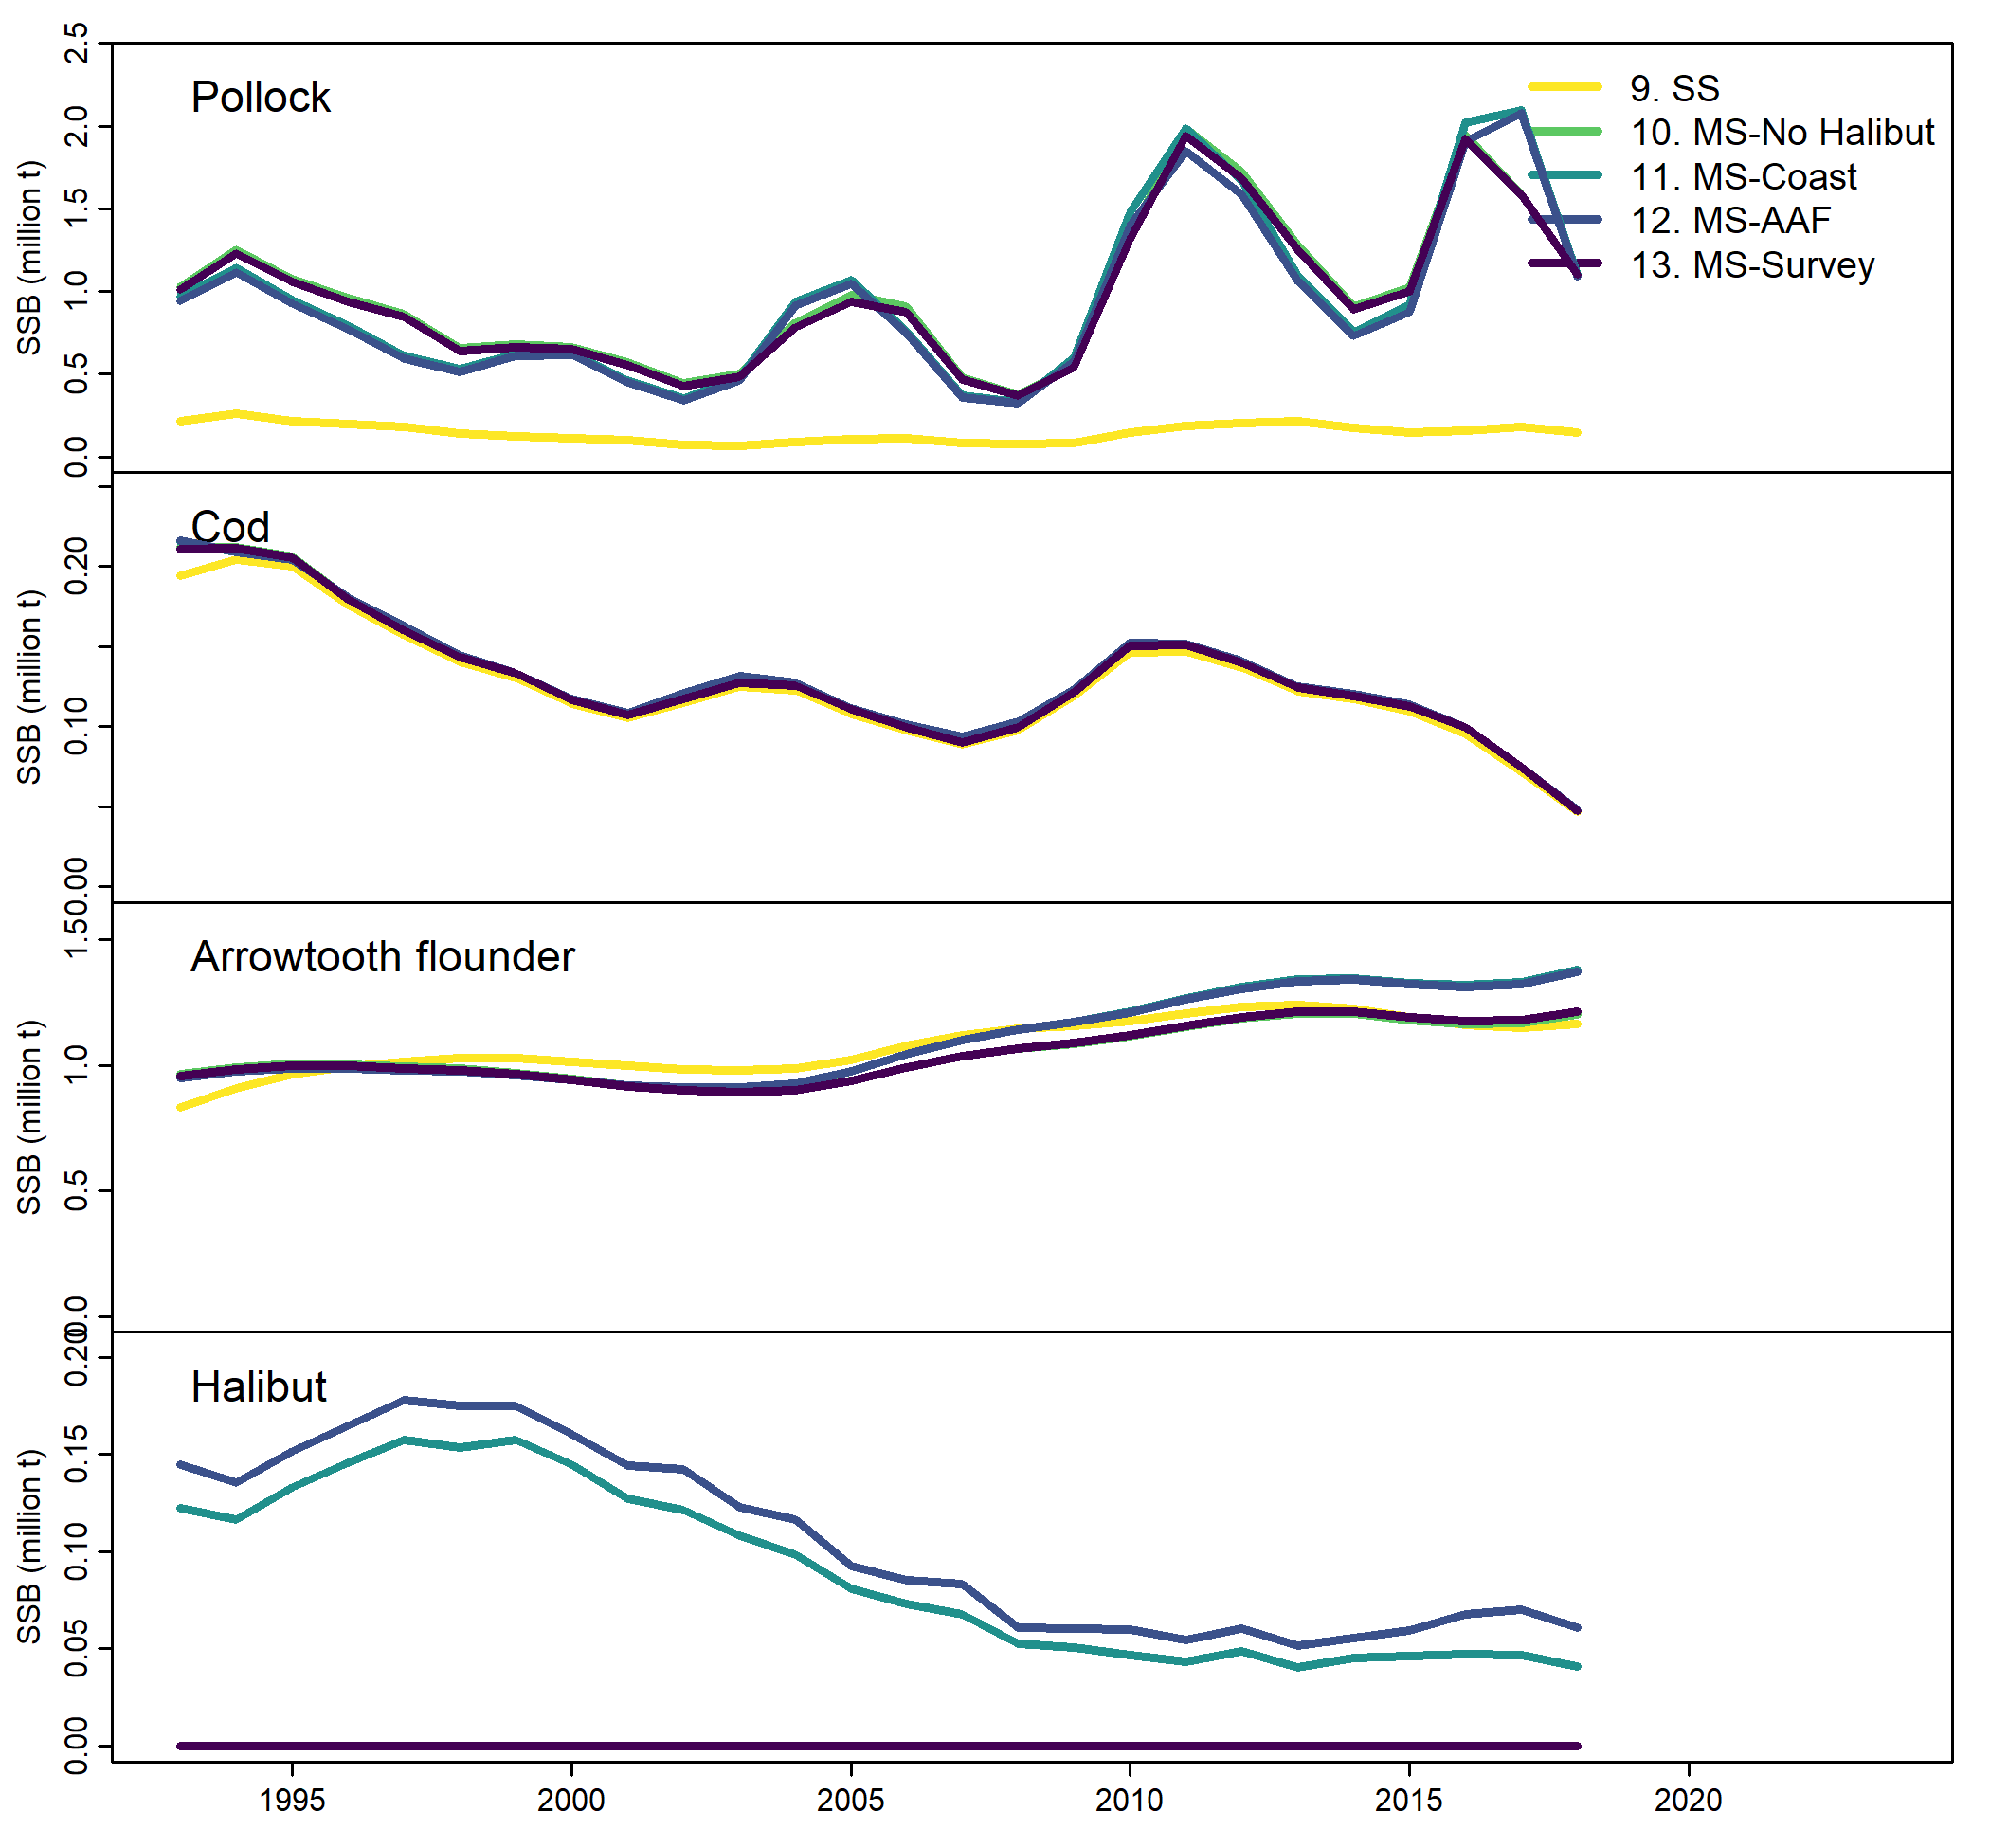 Pollock
9. SS
10. MS-No Halibut
11. MS-Coast
12. MS-AAF
13. MS-Survey
SSB (million t)
2.5
2.0
1.5
1.0
0.5
0.0
Cod
SSB (million t)
0.20
0.10
0.00
Arrowtooth flounder
SSB (million t)
1.5
1.0
0.5
0.0
Halibut
SSB (million t)
0.20
0.15
0.10
0.05
0.00
1995 2000 2005 2010 2015 2020